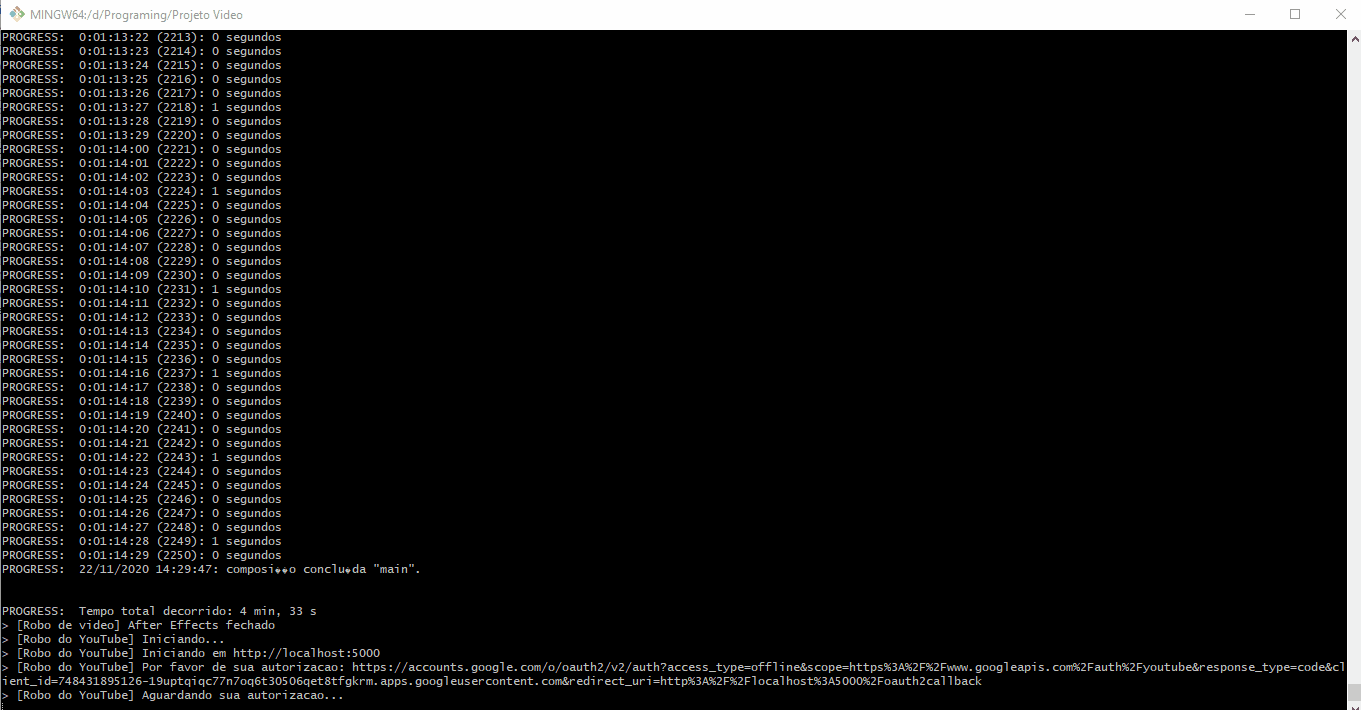 MINGW64:/d/Programing/Projeto Video
PROGRESS:  0:01:13:22 (2213): 0 segundos
PROGRESS:  0:01:13:23 (2214): 0 segundos
PROGRESS:  0:01:13:24 (2215): 0 segundos
PROGRESS:  0:01:13:25 (2216): 0 segundos
PROGRESS:  0:01:13:26 (2217): 0 segundos
PROGRESS:  0:01:13:27 (2218): 1 segundos
PROGRESS:  0:01:13:28 (2219): 0 segundos
PROGRESS:  0:01:13:29 (2220): 0 segundos
PROGRESS:  0:01:14:00 (2221): 0 segundos
PROGRESS:  0:01:14:01 (2222): 0 segundos
PROGRESS:  0:01:14:02 (2223): 0 segundos
PROGRESS:  0:01:14:03 (2224): 1 segundos
PROGRESS:  0:01:14:04 (2225): 0 segundos
PROGRESS:  0:01:14:05 (2226): 0 segundos
PROGRESS:  0:01:14:06 (2227): 0 segundos
PROGRESS:  0:01:14:07 (2228): 0 segundos
PROGRESS:  0:01:14:08 (2229): 0 segundos
PROGRESS:  0:01:14:09 (2230): 0 segundos
PROGRESS:  0:01:14:10 (2231): 1 segundos
PROGRESS:  0:01:14:11 (2232): 0 segundos
PROGRESS:  0:01:14:12 (2233): 0 segundos
PROGRESS:  0:01:14:13 (2234): 0 segundos
PROGRESS:  0:01:14:14 (2235): 0 segundos
PROGRESS:  0:01:14:15 (2236): 0 segundos
PROGRESS:  0:01:14:16 (2237): 1 segundos
PROGRESS:  0:01:14:17 (2238): 0 segundos
PROGRESS:  0:01:14:18 (2239): 0 segundos
PROGRESS:  0:01:14:19 (2240): 0 segundos
PROGRESS:  0:01:14:20 (2241): 0 segundos
PROGRESS:  0:01:14:21 (2242): 0 segundos
PROGRESS:  0:01:14:22 (2243): 1 segundos
PROGRESS:  0:01:14:23 (2244): 0 segundos
PROGRESS:  0:01:14:24 (2245): 0 segundos
PROGRESS:  0:01:14:25 (2246): 0 segundos
PROGRESS:  0:01:14:26 (2247): 0 segundos
PROGRESS:  0:01:14:27 (2248): 0 segundos
PROGRESS:  0:01:14:28 (2249): 1 segundos
PROGRESS:  0:01:14:29 (2250): 0 segundos
PROGRESS:  22/11/2020 14:29:47: composi��o conclu�da "main".
PROGRESS:  Tempo total decorrido: 4 min, 33 s
> [Robo de video] After Effects fechado
> [Robo do YouTube] Iniciando...
> [Robo do YouTube] Iniciando em http://localhost:5000
> [Robo do YouTube] Por favor de sua autorizacao: https://accounts.google.com/o/oauth2/v2/auth?access_type=offline&scope=https%3A%2F%2Fwww.googleapis.com%2Fauth%2Fyoutube&response_type=code&cl
ient_id=748431895126-19uptqiqc77n7oq6t30506qet8tfgkrm.apps.googleusercontent.com&redirect_uri=http%3A%2F%2Flocalhost%3A5000%2Foauth2callback
> [Robo do YouTube] Aguardando sua autorizacao...